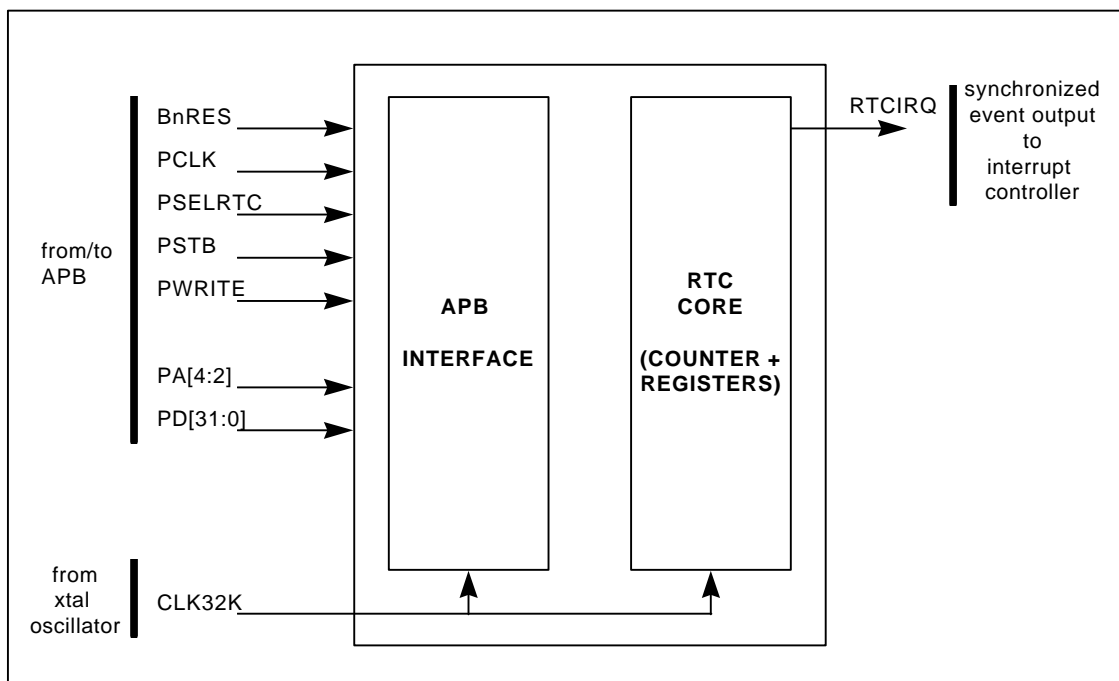 from/to
APB
BnRES
PCLK
PSELRTC
PSTB
PWRITE
PA[4:2]
PD[31:0]
from
xtal
oscillator
CLK32K
APB
INTERFACE
RTC
CORE
(COUNTER +
REGISTERS)
RTCIRQ
synchronized
event output
to
interrupt
controller